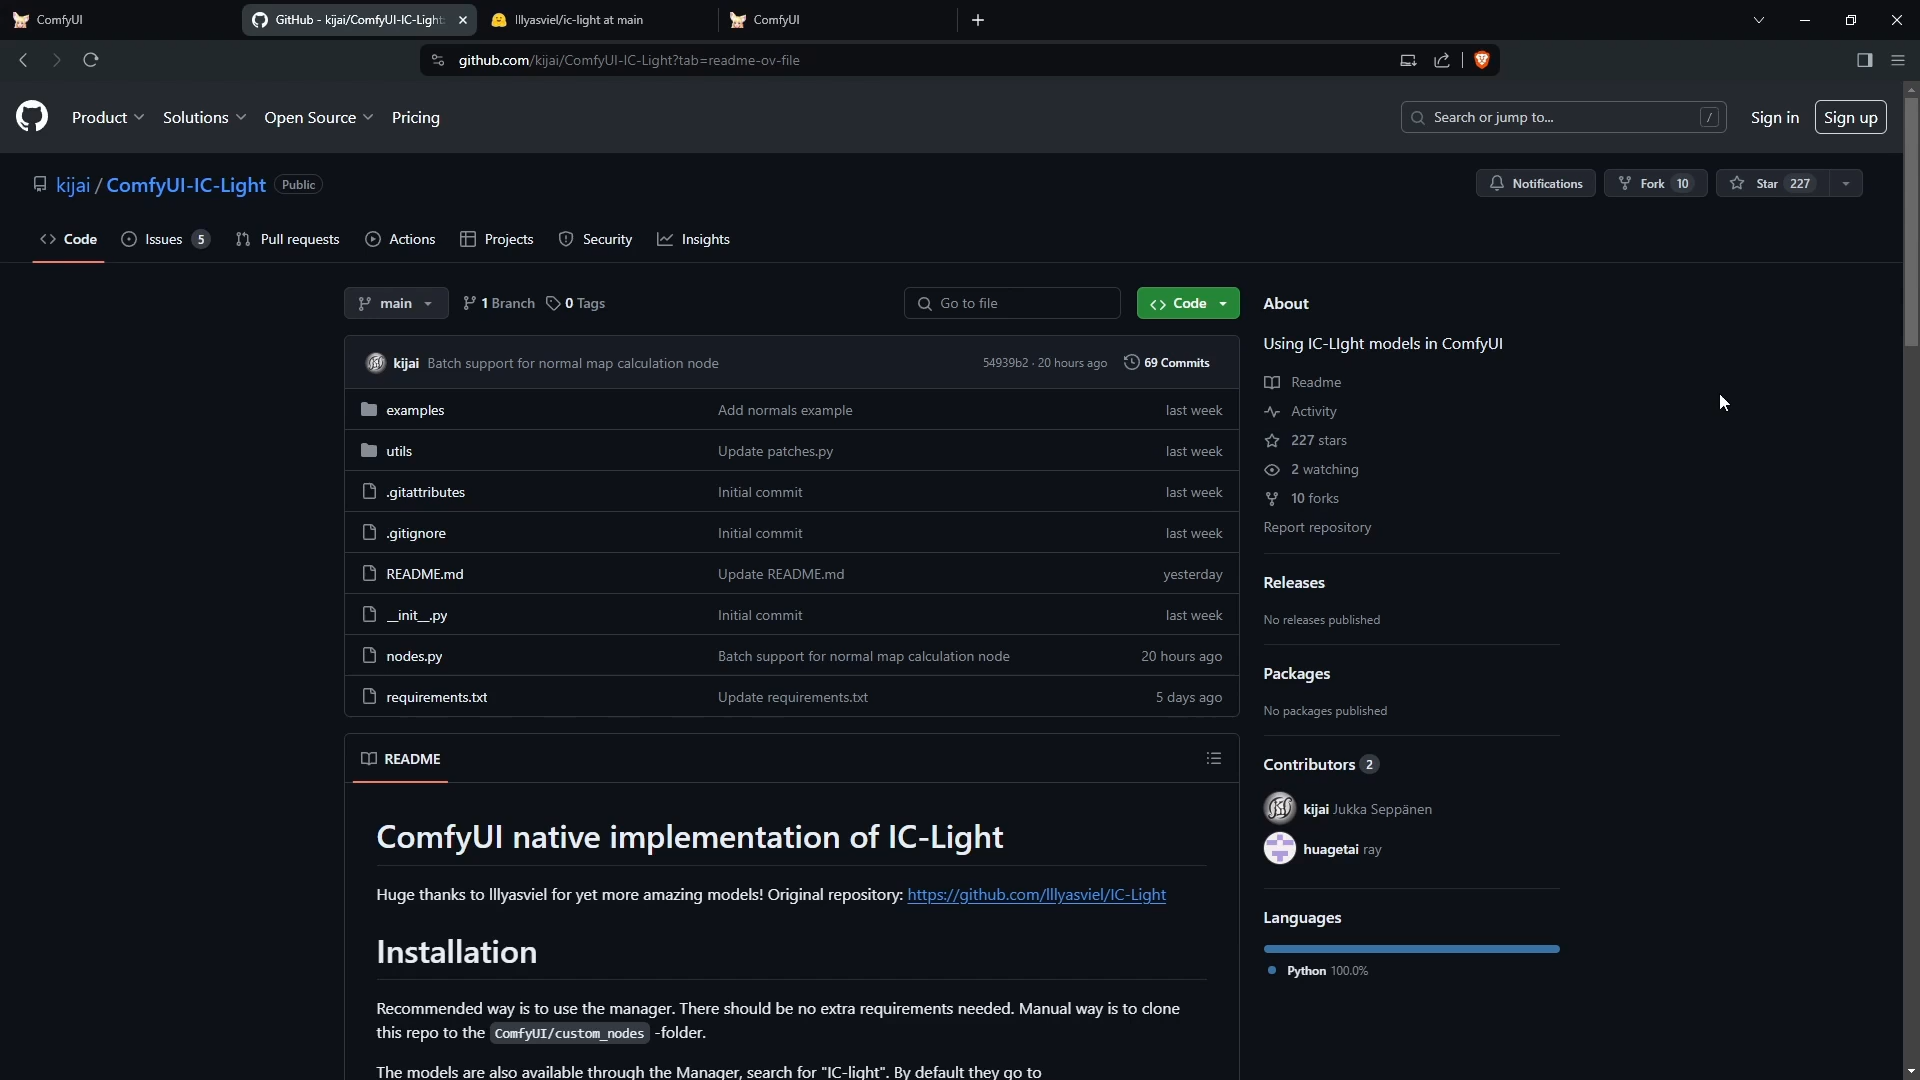 ComfyUI
GitHub - kijai/ComfyUI-IC-Light:
lllyasviel/ic-light at main
ComfyUI
github.com/kijai/ComfyUI-IC-Light?tab=readme-ov-file
Product Solutions Open Source Pricing
Search or jump to... /
Sign in Sign up
kijai / ComfyUI-IC-Light Public
Notifications Fork 10 Star 227
Code Issues 5 Pull requests Actions Projects Security Insights
main 1 Branch 0 Tags
Go to file Code
kijai Batch support for normal map calculation node 54939b2 · 20 hours ago 69 Commits
examples Add normals example last week
utils Update patches.py last week
.gitattributes Initial commit last week
.gitignore Initial commit last week
README.md Update README.md yesterday
__init__.py Initial commit last week
nodes.py Batch support for normal map calculation node 20 hours ago
requirements.txt Update requirements.txt 5 days ago
README
ComfyUI native implementation of IC-Light
Huge thanks to lllyasviel for yet more amazing models! Original repository: https://github.com/lllyasviel/IC-Light
Installation
Recommended way is to use the manager. There should be no extra requirements needed. Manual way is to clone
this repo to the ComfyUI/custom_nodes -folder.
The models are also available through the Manager, search for "IC-light". By default they go to
About
Using IC-LIght models in ComfyUI
Readme
Activity
227 stars
2 watching
10 forks
Report repository
Releases
No releases published
Packages
No packages published
Contributors 2
kijai Jukka Seppänen
huagetai ray
Languages
Python 100.0%